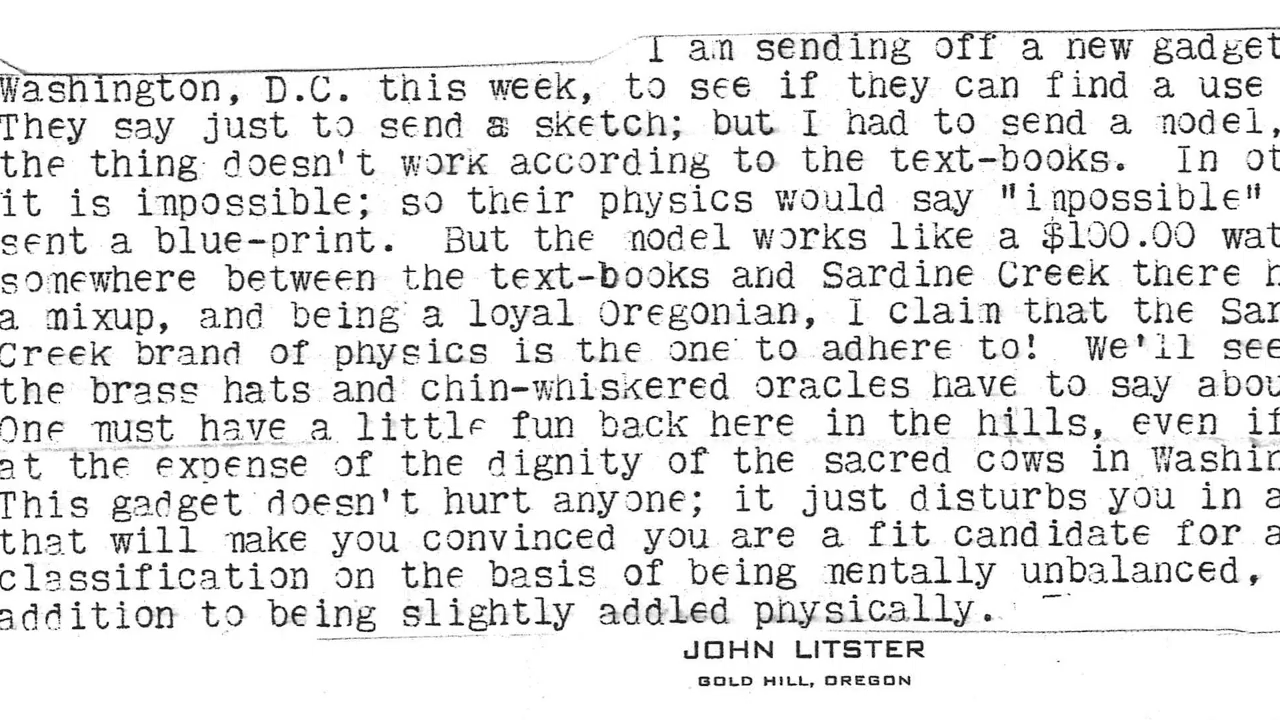 I am sending off a new gadget
Washington, D.C. this week, to see if they can find a use
They say just to send a sketch; but I had to send a model,
the thing doesn't work according to the text-books. In ot
it is impossible; so their physics would say "impossible"
sent a blue-print. But the model works like a $100.00 wat
somewhere between the text-books and Sardine Creek there h
a mixup, and being a loyal Oregonian, I claim that the Sar
Creek brand of physics is the one to adhere to! We'll see
the brass hats and chin-whiskered oracles have to say abou
One must have a little fun back here in the hills, even if
at the expense of the dignity of the sacred cows in Washin
This gadget doesn't hurt anyone; it just disturbs you in a
that will make you convinced you are a fit candidate for a
classification on the basis of being mentally unbalanced,
addition to being slightly addled physically.
JOHN LITSTER
GOLD HILL, OREGON